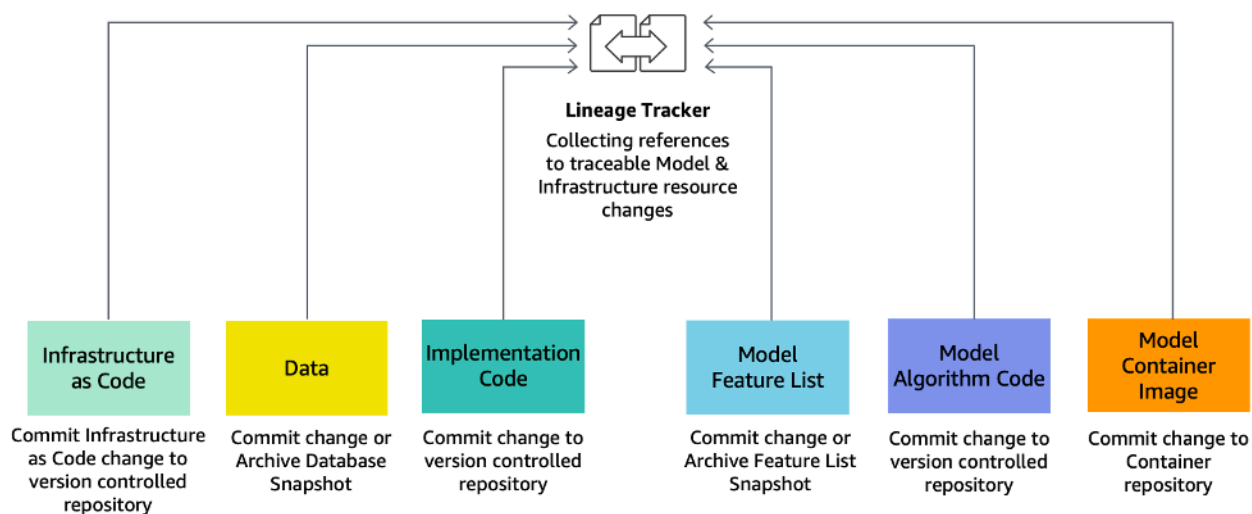 Lineage Tracker
Collecting references
to traceable Model &
Infrastructure resource
changes
Infrastructure
as Code
Commit Infrastructure
as Code change to
version controlled
repository
Data
Commit change or
Archive Database
Snapshot
Implementation
Code
Commit change to
version controlled
repository
Model
Feature List
Commit change or
Archive Feature List
Snapshot
Model
Algorithm Code
Commit change to
version controlled
repository
Model
Container
Image
Commit change to
Container
repository